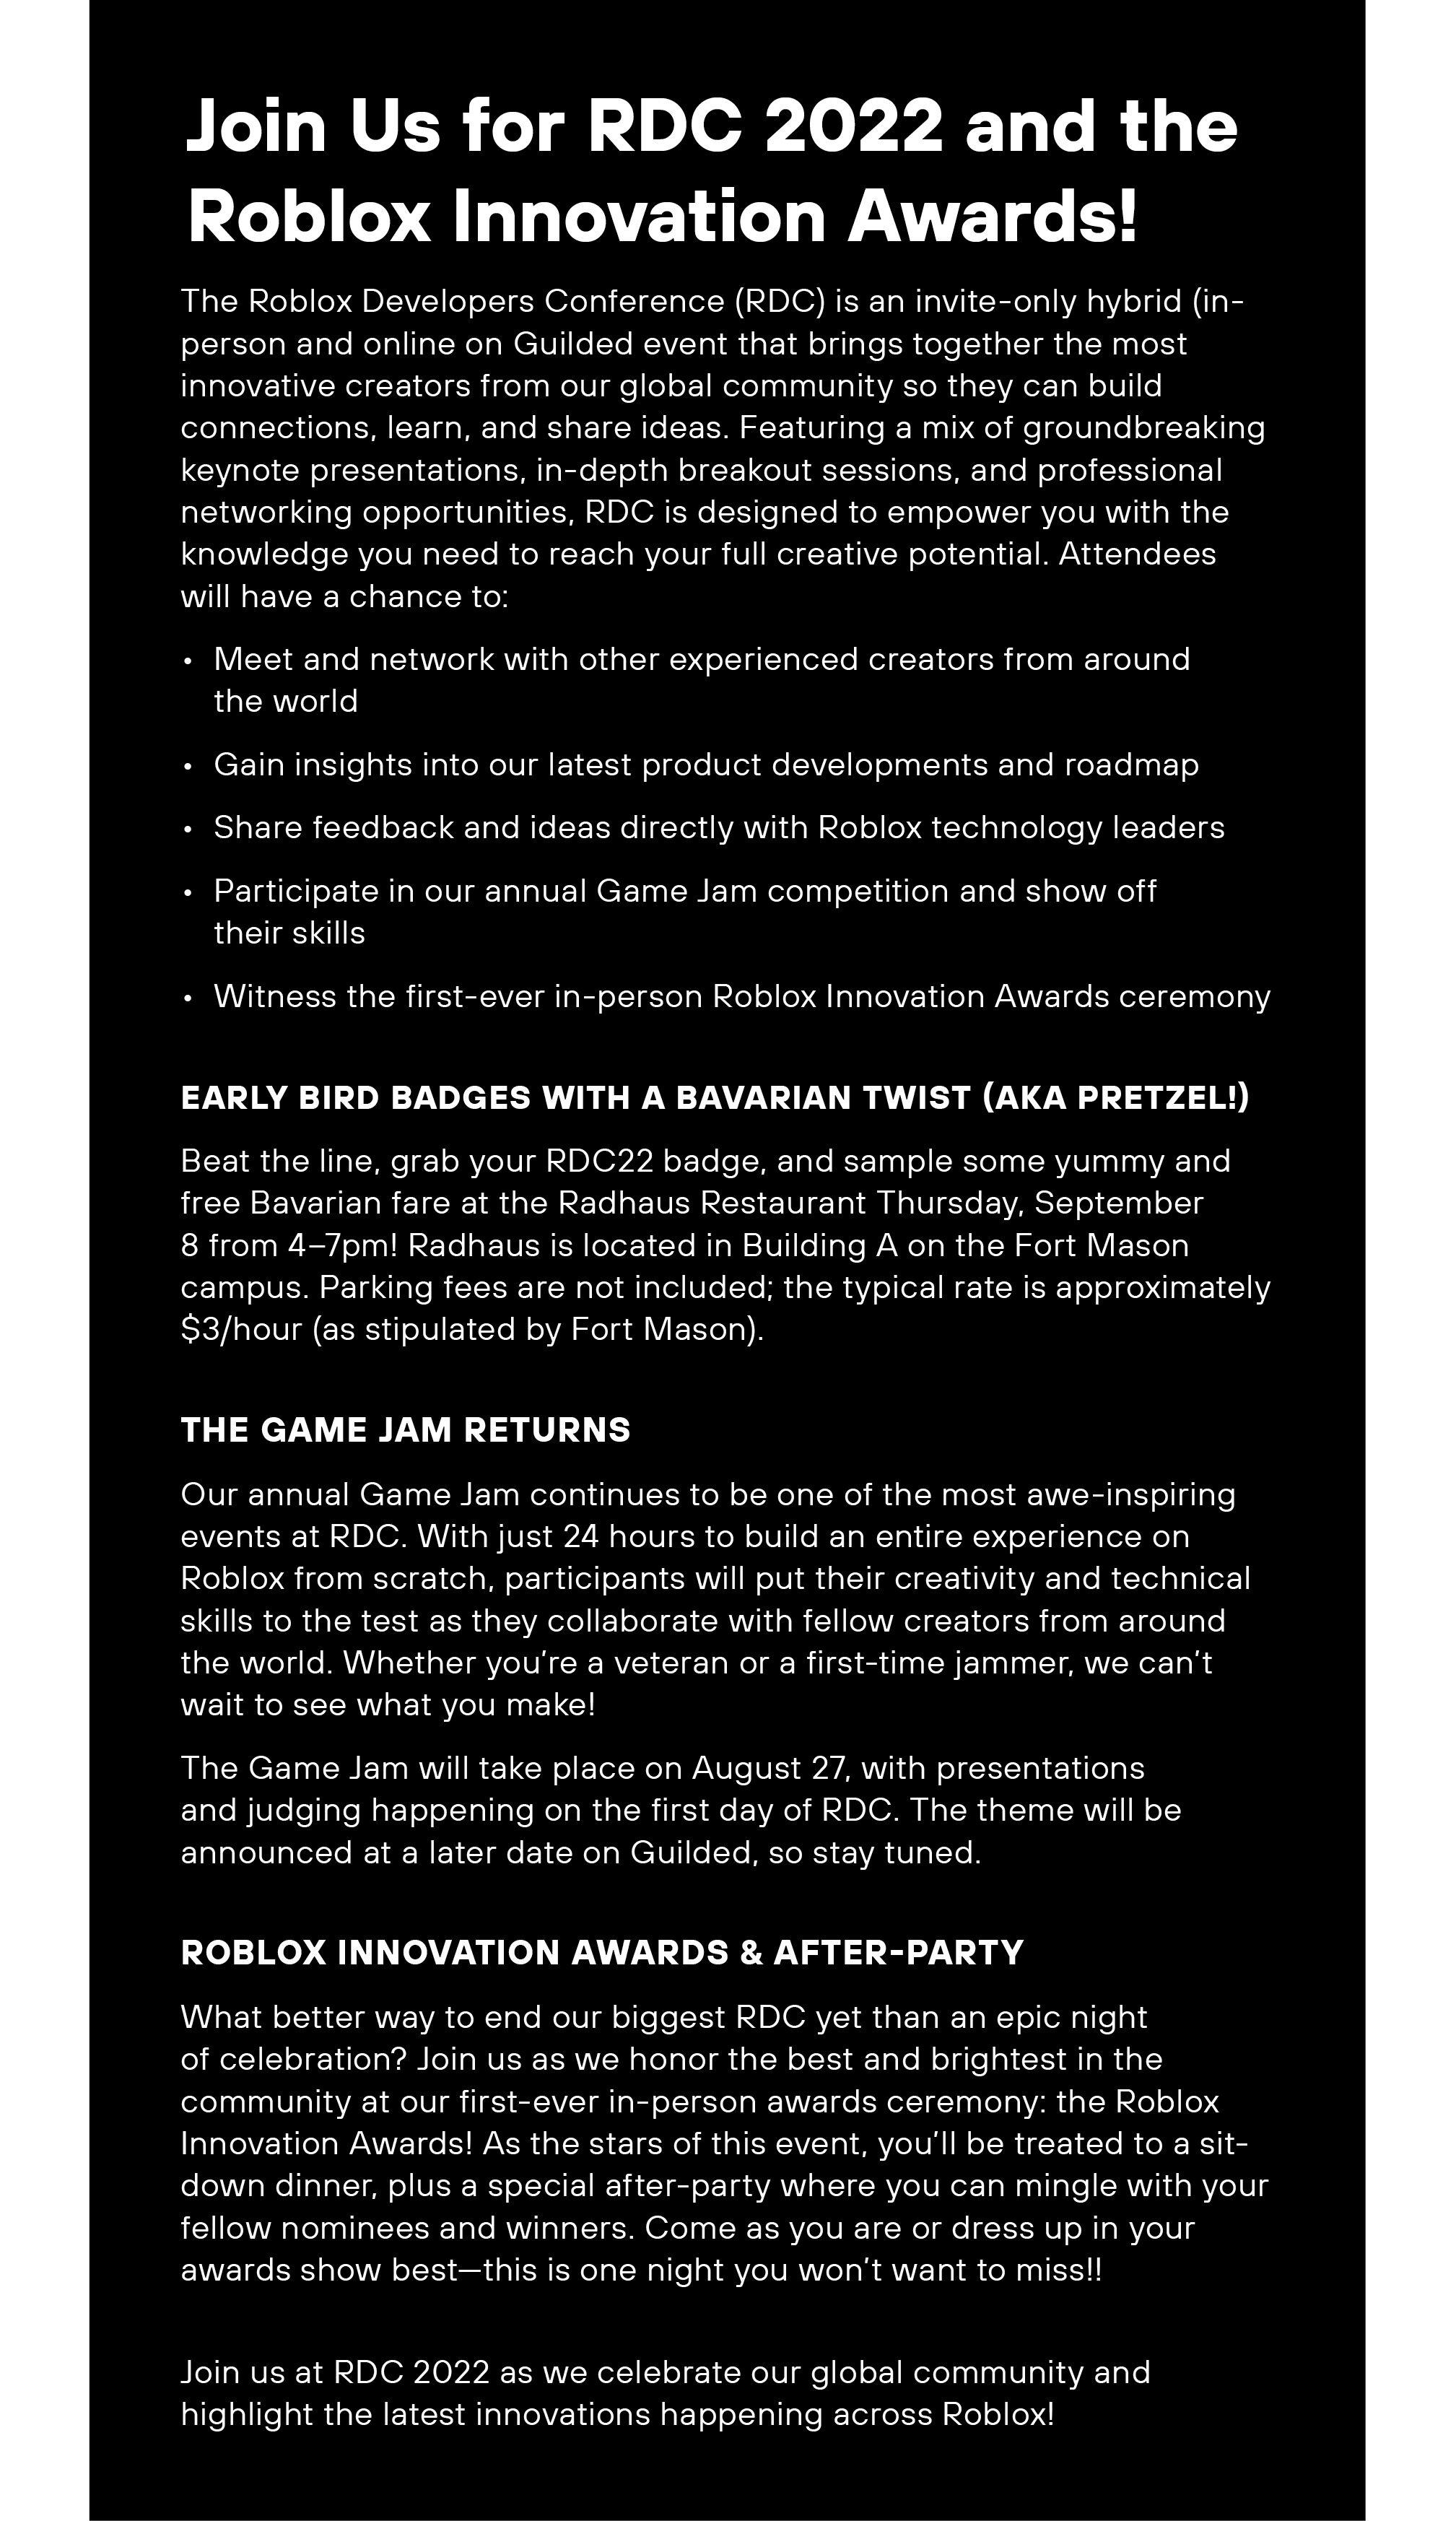 Join Us for RDC 2022 and the
Roblox Innovation Awards!
The Roblox Developers Conference (RDC) is an invite-only hybrid (in-
person and online on Guilded event that brings together the most
innovative creators from our global community so they can build
connections, learn, and share ideas. Featuring a mix of groundbreaking
keynote presentations, in-depth breakout sessions, and professional
networking opportunities, RDC is designed to empower you with the
knowledge you need to reach your full creative potential. Attendees
will have a chance to:
• Meet and network with other experienced creators from around
the world
• Gain insights into our latest product developments and roadmap
• Share feedback and ideas directly with Roblox technology leaders
• Participate in our annual Game Jam competition and show off
their skills
• Witness the first-ever in-person Roblox Innovation Awards ceremony
EARLY BIRD BADGES WITH A BAVARIAN TWIST (AKA PRETZEL!)
Beat the line, grab your RDC22 badge, and sample some yummy and
free Bavarian fare at the Radhaus Restaurant Thursday, September
8 from 4–7pm! Radhaus is located in Building A on the Fort Mason
campus. Parking fees are not included; the typical rate is approximately
$3/hour (as stipulated by Fort Mason).
THE GAME JAM RETURNS
Our annual Game Jam continues to be one of the most awe-inspiring
events at RDC. With just 24 hours to build an entire experience on
Roblox from scratch, participants will put their creativity and technical
skills to the test as they collaborate with fellow creators from around
the world. Whether you’re a veteran or a first-time jammer, we can’t
wait to see what you make!
The Game Jam will take place on August 27, with presentations
and judging happening on the first day of RDC. The theme will be
announced at a later date on Guilded, so stay tuned.
ROBLOX INNOVATION AWARDS & AFTER-PARTY
What better way to end our biggest RDC yet than an epic night
of celebration? Join us as we honor the best and brightest in the
community at our first-ever in-person awards ceremony: the Roblox
Innovation Awards! As the stars of this event, you’ll be treated to a sit-
down dinner, plus a special after-party where you can mingle with your
fellow nominees and winners. Come as you are or dress up in your
awards show best—this is one night you won’t want to miss!!
Join us at RDC 2022 as we celebrate our global community and
highlight the latest innovations happening across Roblox!